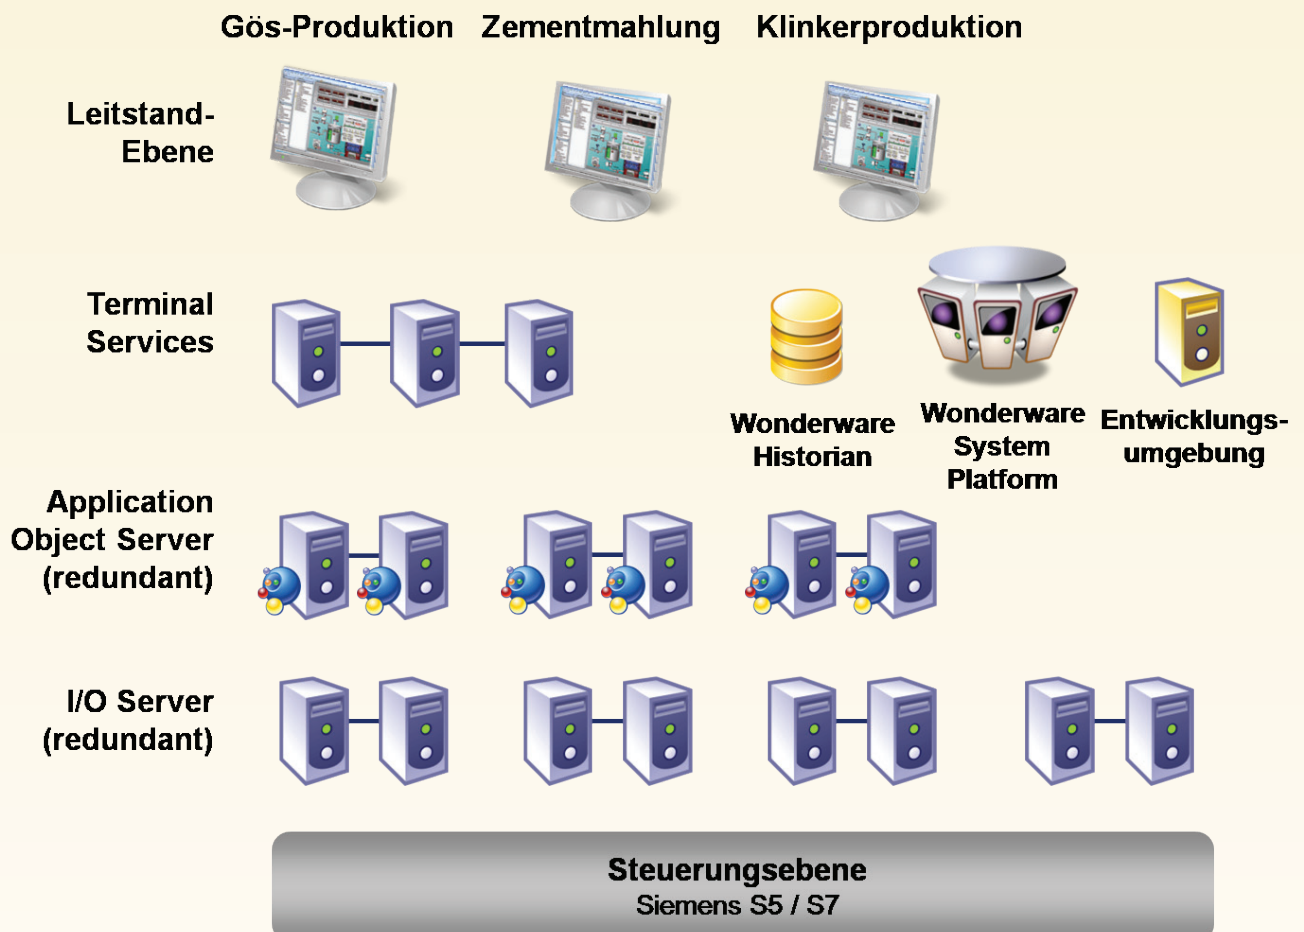 Gös-Produktion Zementmahlung Klinkerproduktion
Leitstand-
Ebene
Terminal
Services
Wonderware
Historian
Wonderware
System
Platform
Entwicklungs-
umgebung
Application
Object Server
(redundant)
I/O Server
(redundant)
Steuerungsebene
Siemens S5 / S7